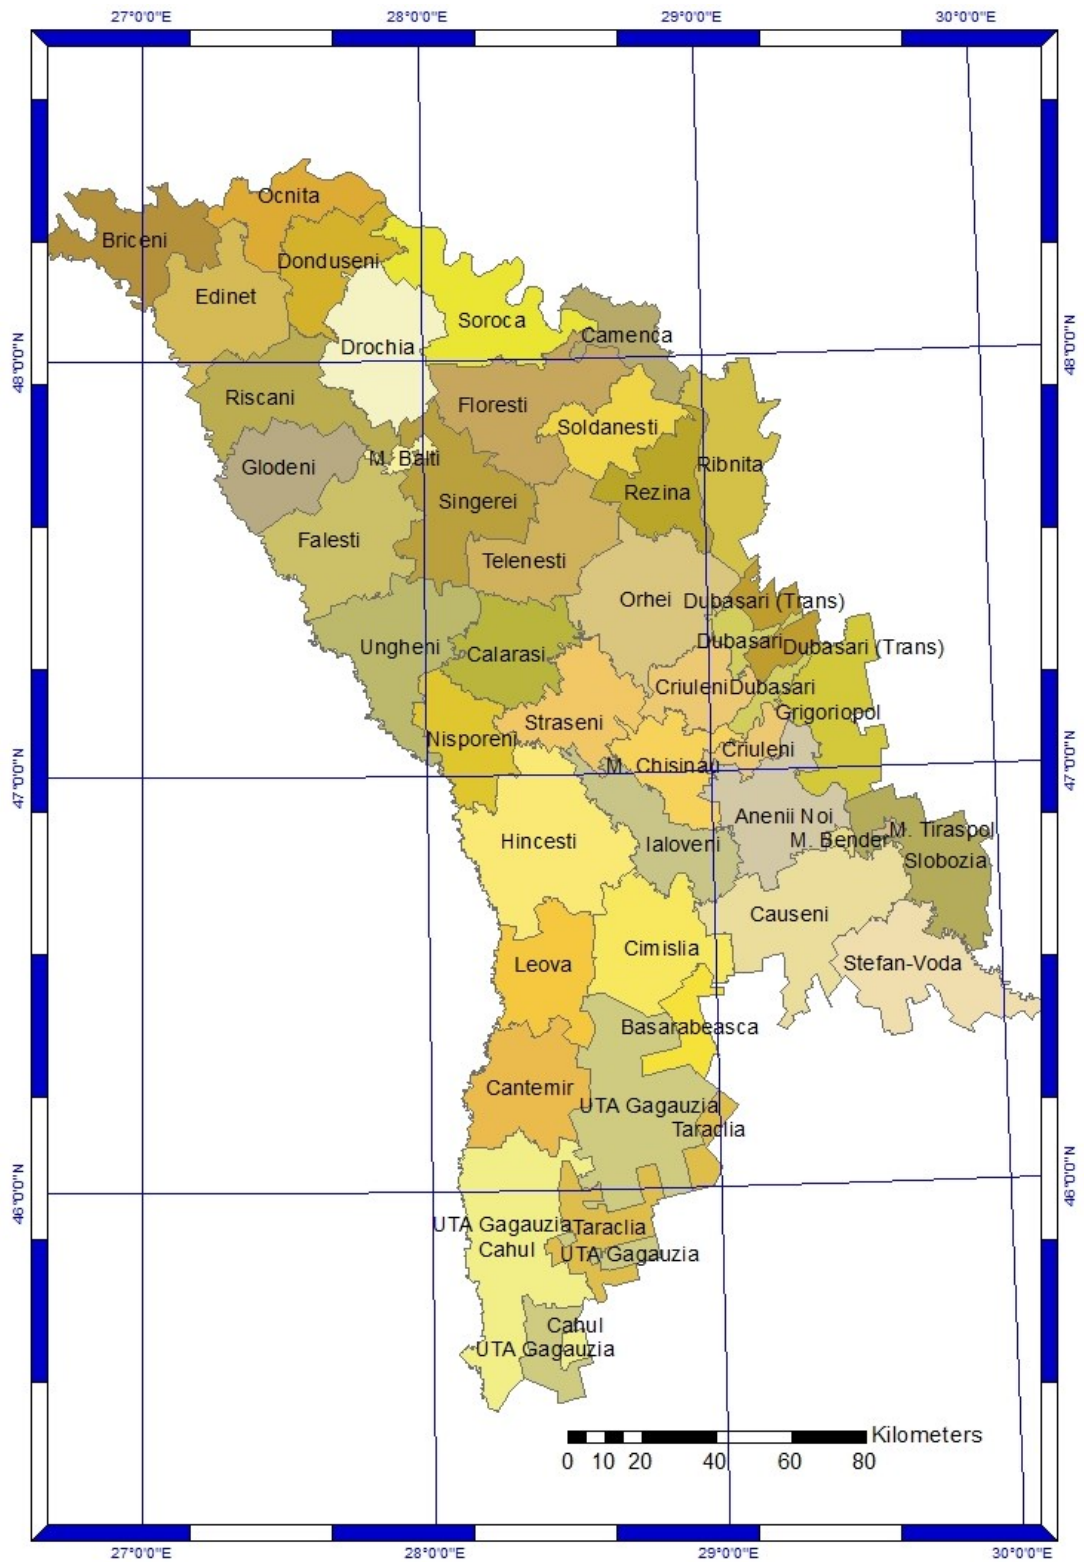 27°0'0"E 28°0'0"E 29°0'0"E 30°0'0"E
Ocnita
Briceni
Donduseni
Edinet
Soroca
Camenca
Drochia
48°0'0"N 48°0'0"N
Riscani
Floresti
Soldanesti
M. Balti
Glodeni
Ribnita
Rezina
Singerei
Falesti
Telenesti
Orhei
Dubasari (Trans)
Dubasari
Dubasari (Trans)
Ungheni
Calarasi
Criuleni
Dubasari
Grigoriopol
Straseni
Nisporeni
Criuleni
M. Chisinau
47°0'0"N 47°0'0"N
Anenii Noi
M. Tiraspol
M. Bender
Hincesti
Ialoveni
Slobozia
Causeni
Cimislia
Stefan-Voda
Leova
Basarabeasca
Cantemir
UTA Gagauzia
Taraclia
46°0'0"N 46°0'0"N
UTA Gagauzia
Taraclia
Cahul
UTA Gagauzia
Cahul
UTA Gagauzia
Kilometers
0 10 20 40 60 80
27°0'0"E 28°0'0"E 29°0'0"E 30°0'0"E